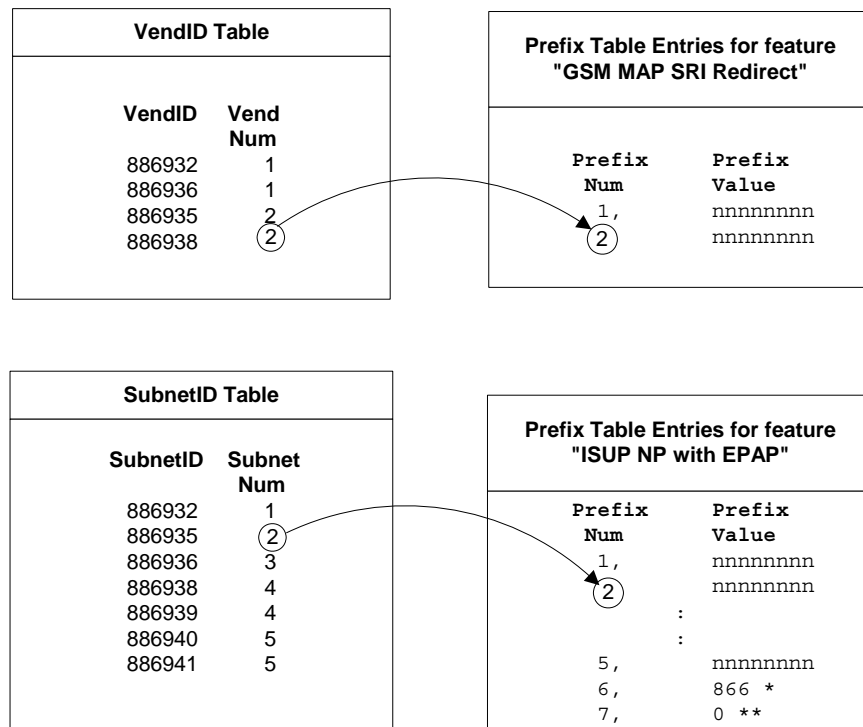 VendID Table
VendID Vend
Num
886932 1
886936 1
886935 2
886938 2
Prefix Table Entries for feature
"GSM MAP SRI Redirect"
Prefix Prefix
Num Value
1, nnnnnnnn
2 nnnnnnnn
SubnetID Table
SubnetID Subnet
Num
886932 1
886935 2
886936 3
886938 4
886939 4
886940 5
886941 5
Prefix Table Entries for feature
"ISUP NP with EPAP"
Prefix Prefix
Num Value
1, nnnnnnnn
2 nnnnnnnn
:
:
5, nnnnnnnn
6, 866 *
7, 0 **